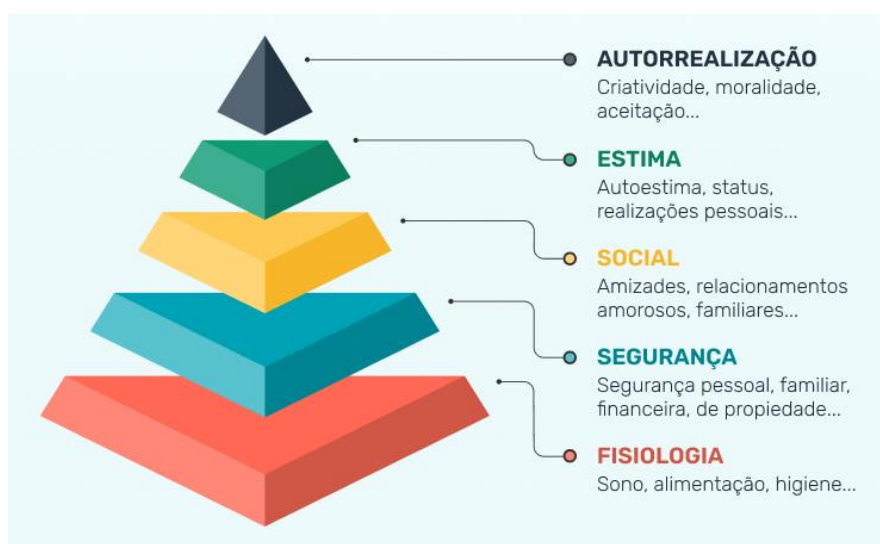 AUTORREALIZAÇÃO
Criatividade, moralidade,
aceitação...
ESTIMA
Autoestima, status,
realizações pessoais...
SOCIAL
Amizades, relacionamentos
amorosos, familiares...
SEGURANÇA
Segurança pessoal, familiar,
financeira, de propiedade...
FISIOLOGIA
Sono, alimentação, higiene...